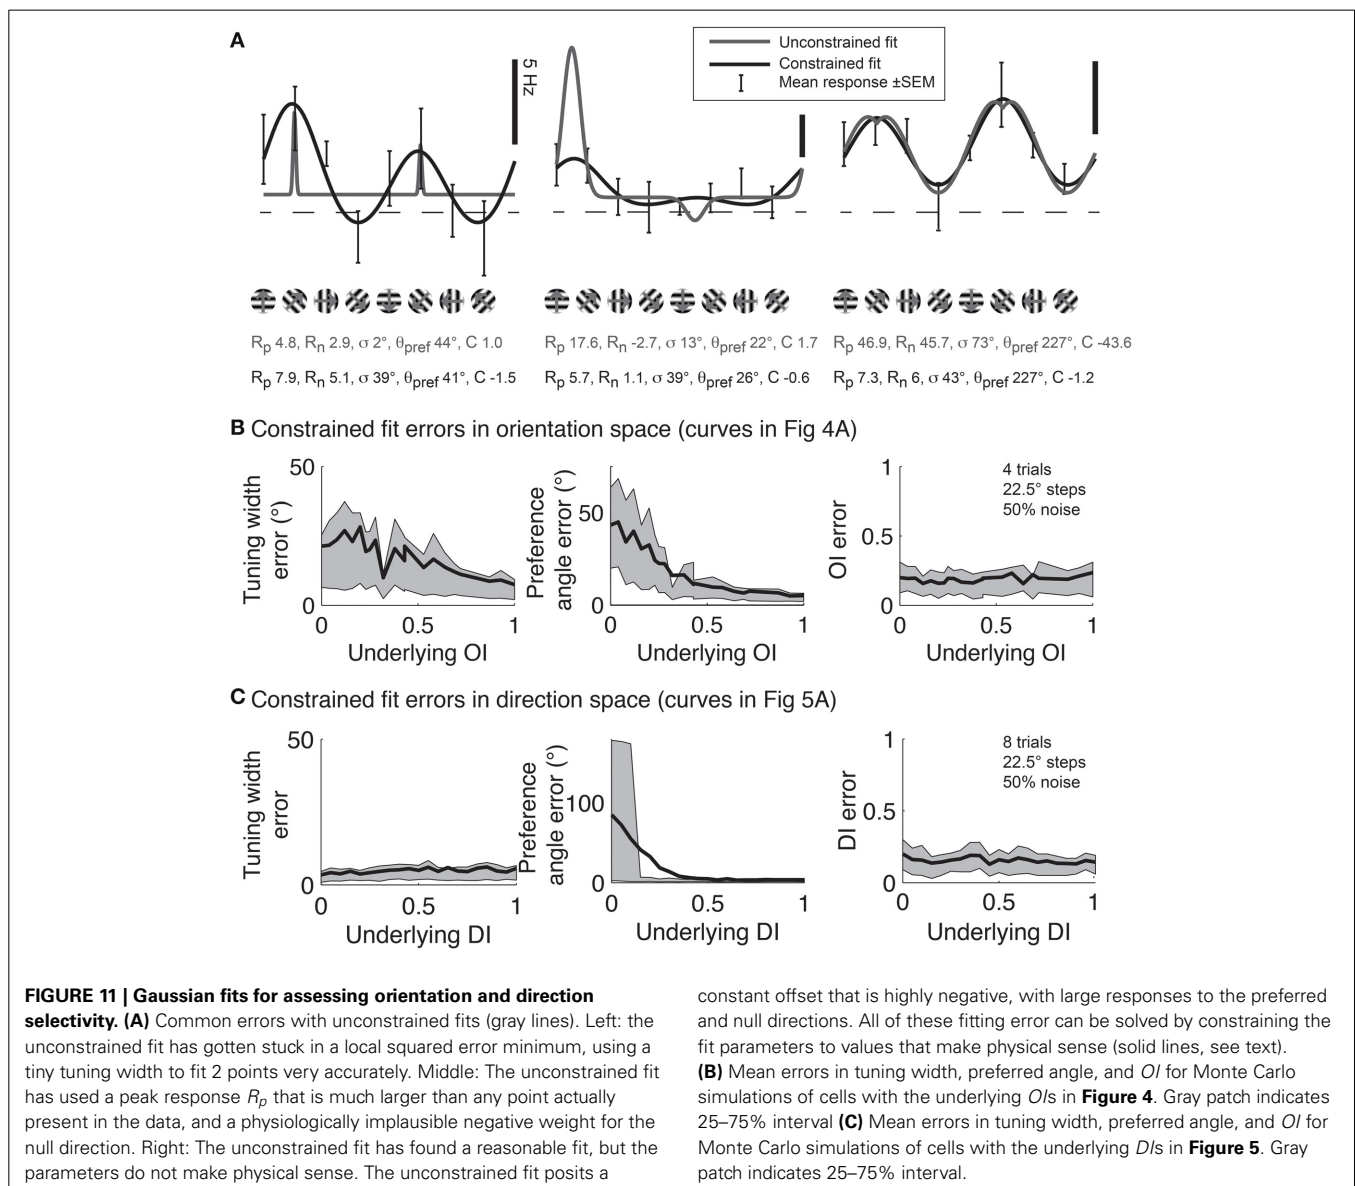 A
Unconstrained fit
Constrained fit
Mean response ±SEM
5 Hz
Rp 4.8, Rn 2.9, σ 2°, θpref 44°, C 1.0
Rp 17.6, Rn -2.7, σ 13°, θpref 22°, C 1.7
Rp 46.9, Rn 45.7, σ 73°, θpref 227°, C -43.6
Rp 7.9, Rn 5.1, σ 39°, θpref 41°, C -1.5
Rp 5.7, Rn 1.1, σ 39°, θpref 26°, C -0.6
Rp 7.3, Rn 6, σ 43°, θpref 227°, C -1.2
B Constrained fit errors in orientation space (curves in Fig 4A)
Tuning width
error (°)
50
0
0 0.5 1
Underlying OI
Preference
angle error (°)
50
0
0 0.5 1
Underlying OI
OI error
1
0.5
0
4 trials
22.5° steps
50% noise
0 0.5 1
Underlying OI
C Constrained fit errors in direction space (curves in Fig 5A)
Tuning width
error
50
0
0 0.5 1
Underlying DI
Preference
angle error (°)
100
0
0 0.5 1
Underlying DI
DI error
1
0.5
0
8 trials
22.5° steps
50% noise
0 0.5 1
Underlying DI
FIGURE 11 | Gaussian fits for assessing orientation and direction
selectivity. (A) Common errors with unconstrained fits (gray lines). Left: the
unconstrained fit has gotten stuck in a local squared error minimum, using a
tiny tuning width to fit 2 points very accurately. Middle: The unconstrained fit
has used a peak response Rp that is much larger than any point actually
present in the data, and a physiologically implausible negative weight for the
null direction. Right: The unconstrained fit has found a reasonable fit, but the
parameters do not make physical sense. The unconstrained fit posits a
constant offset that is highly negative, with large responses to the preferred
and null directions. All of these fitting error can be solved by constraining the
fit parameters to values that make physical sense (solid lines, see text).
(B) Mean errors in tuning width, preferred angle, and OI for Monte Carlo
simulations of cells with the underlying OIs in Figure 4. Gray patch indicates
25–75% interval (C) Mean errors in tuning width, preferred angle, and OI for
Monte Carlo simulations of cells with the underlying DIs in Figure 5. Gray
patch indicates 25–75% interval.